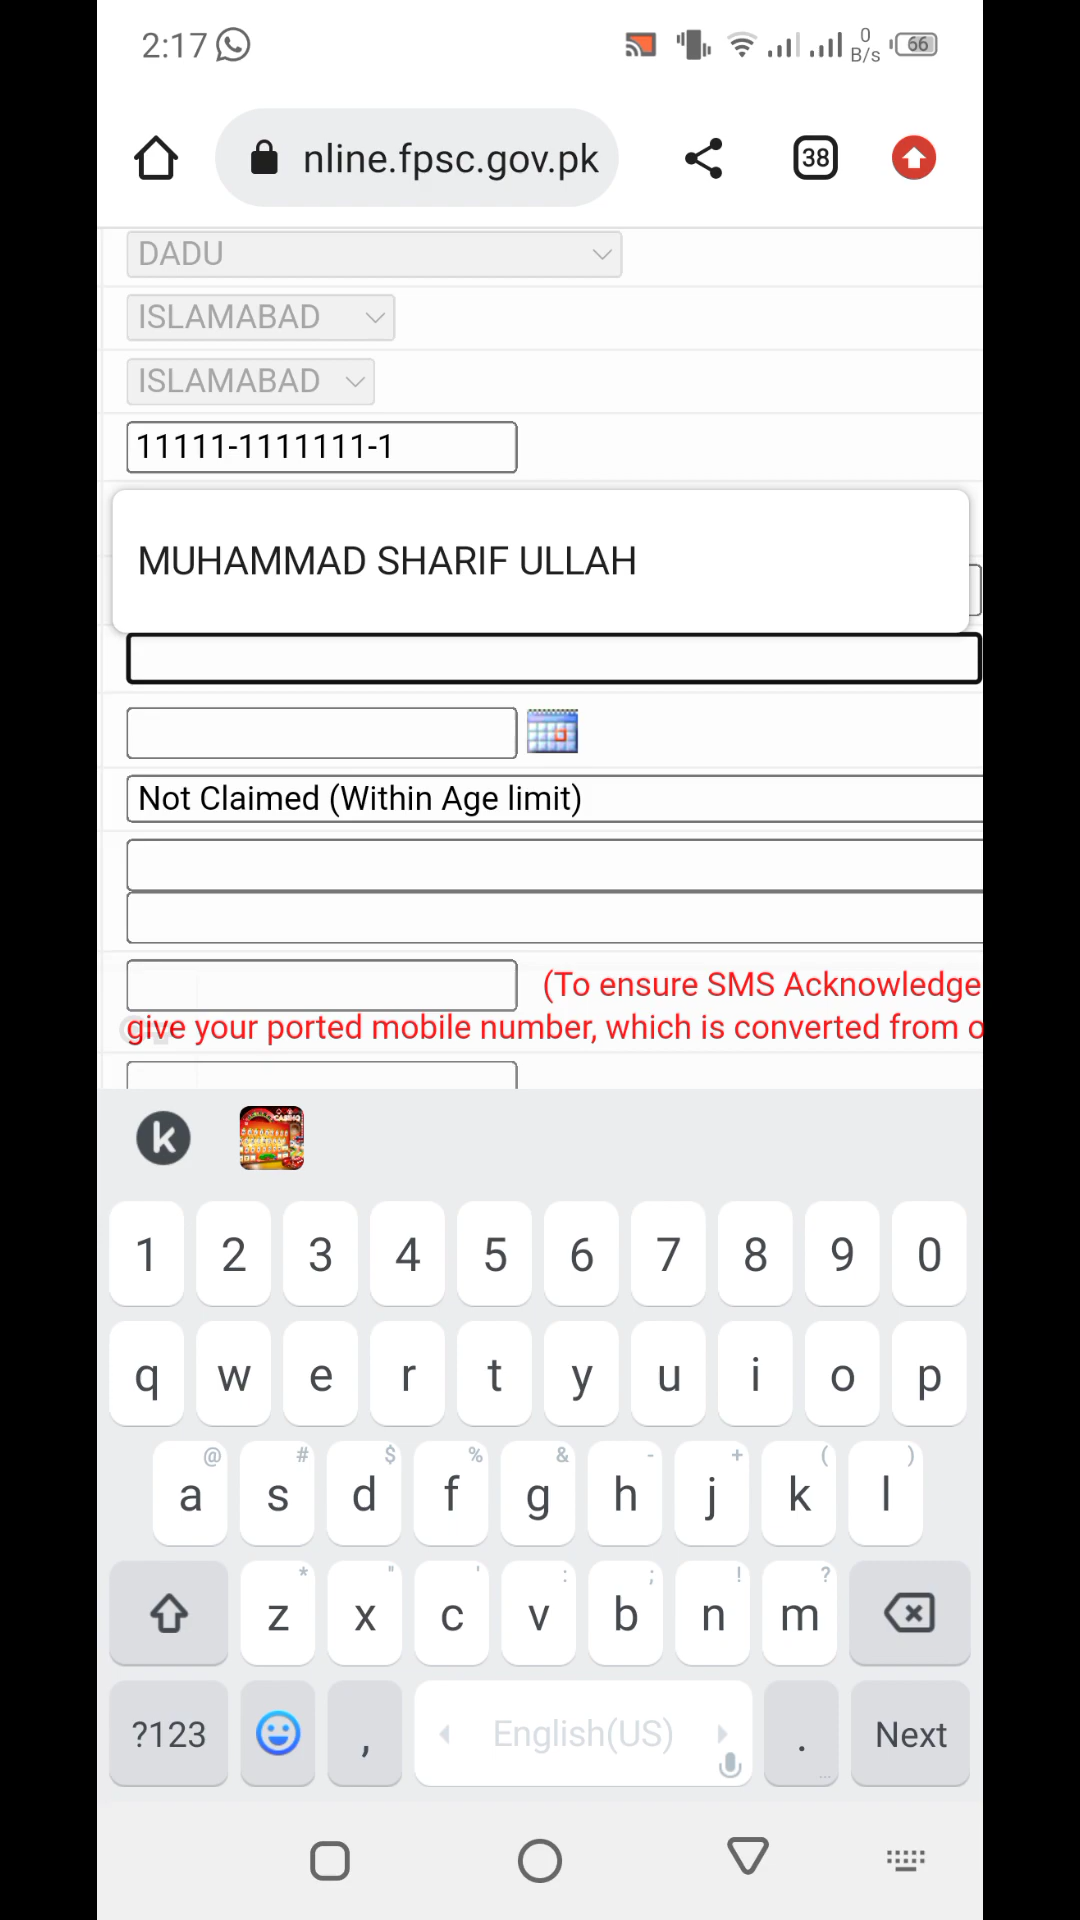 2:17
0
B/s
66
nline.fpsc.gov.pk
38
DADU
ISLAMABAD
ISLAMABAD
11111-1111111-1
MUHAMMAD SHARIF ULLAH
Not Claimed (Within Age limit)
(To ensure SMS Acknowledge
give your ported mobile number, which is converted from o
k
CASINO
1 2 3 4 5 6 7 8 9 0
q w e r t y u i o p
@ # $ % & - + ( )
a s d f g h j k l
* " ' : ; ! ?
z x c v b n m
?123 , English(US) . ... Next